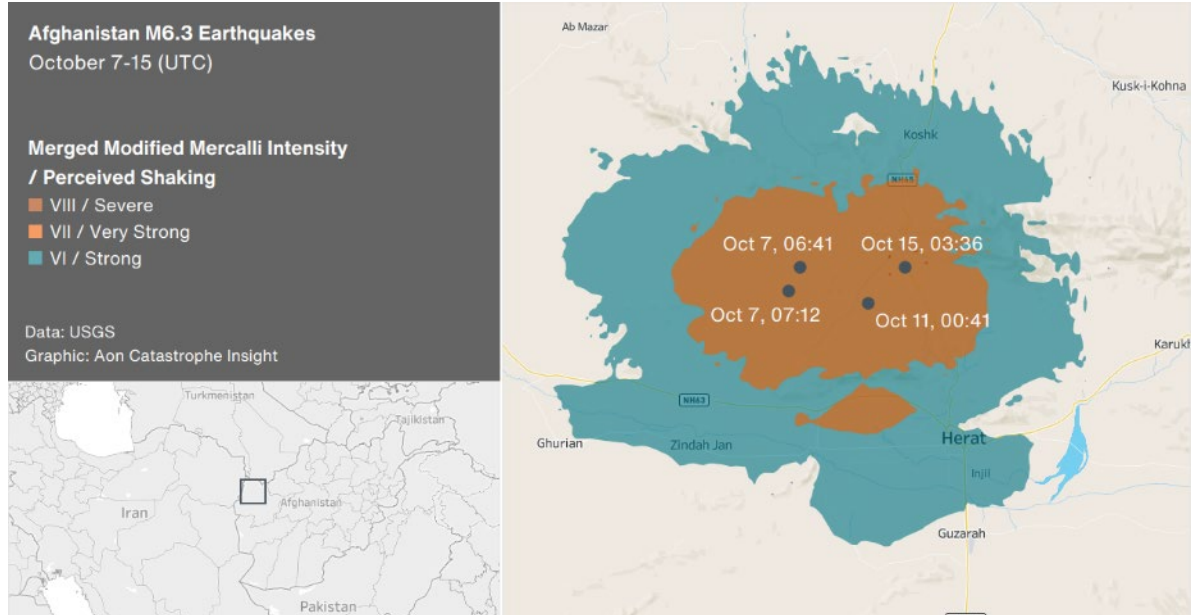 Afghanistan M6.3 Earthquakes
October 7-15 (UTC)
Merged Modified Mercalli Intensity
/ Perceived Shaking
VIII / Severe
VII / Very Strong
VI / Strong
Data: USGS
Graphic: Aon Catastrophe Insight
Turkmenistan
Tajikistan
Iran
Afghanistan
Pakistan
Ab Mazar
Kusk-i-Kohna
Koshk
Oct 7, 06:41
Oct 15, 03:36
Oct 7, 07:12
Oct 11, 00:41
Karukh
NH63
Ghurian
Zindah Jan
Herat
Injil
Guzarah